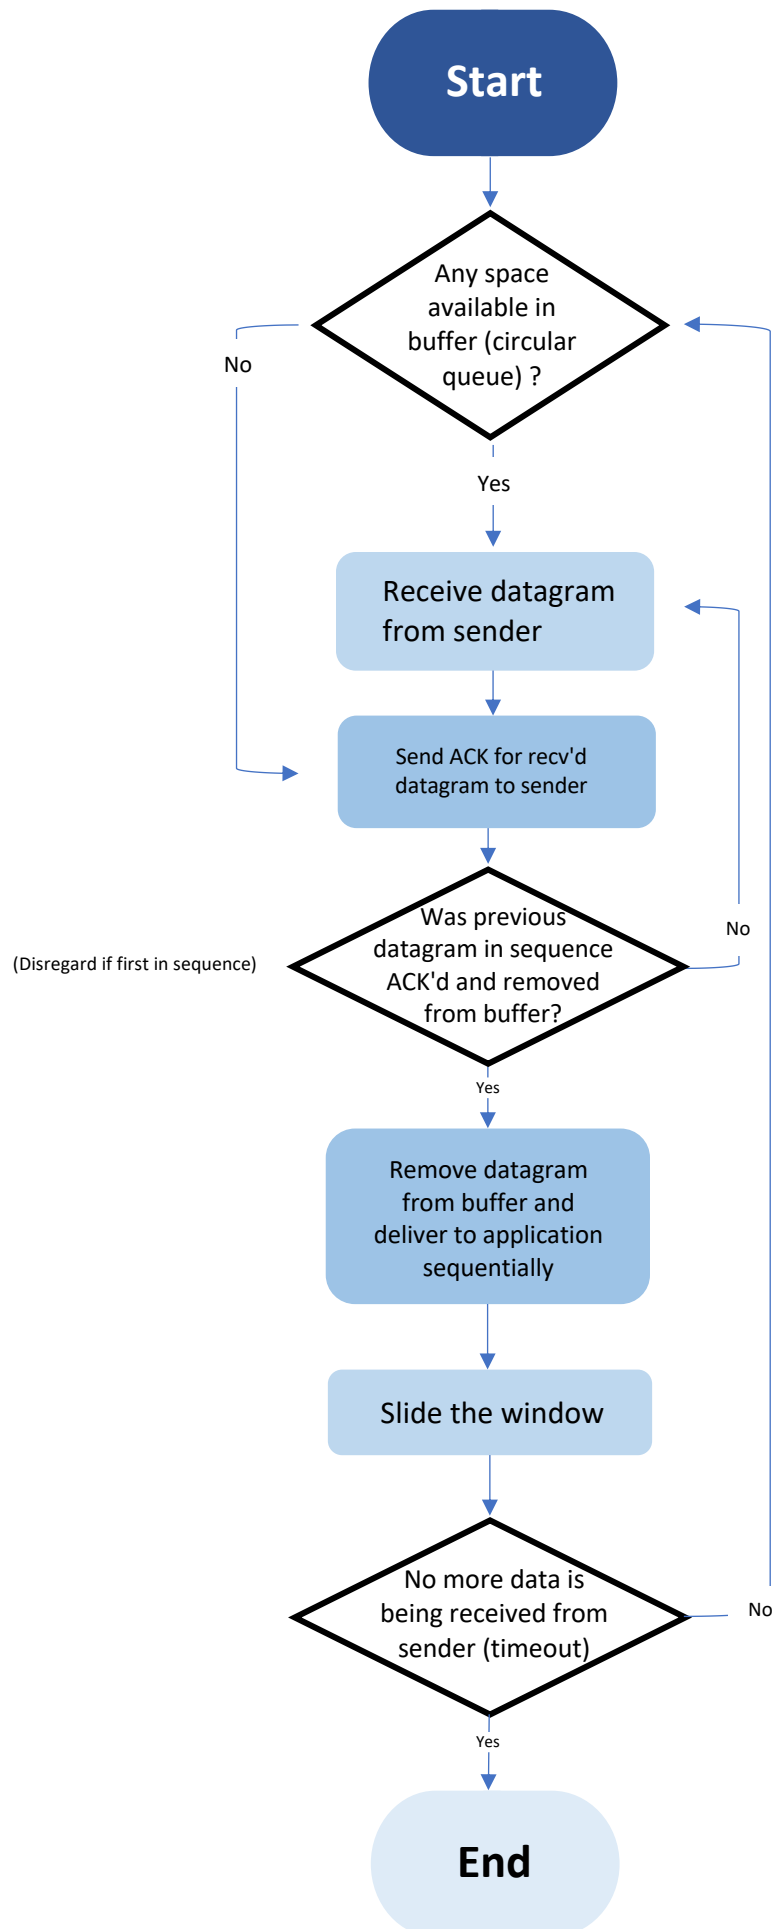 Start
Any space
available in
buffer (circular
queue) ?
No
Yes
Receive datagram
from sender
Send ACK for recv'd
datagram to sender
Was previous
datagram in sequence
ACK'd and removed
from buffer?
No
(Disregard if first in sequence)
Yes
Remove datagram
from buffer and
deliver to application
sequentially
Slide the window
No more data is
being received from
sender (timeout)
No
Yes
End